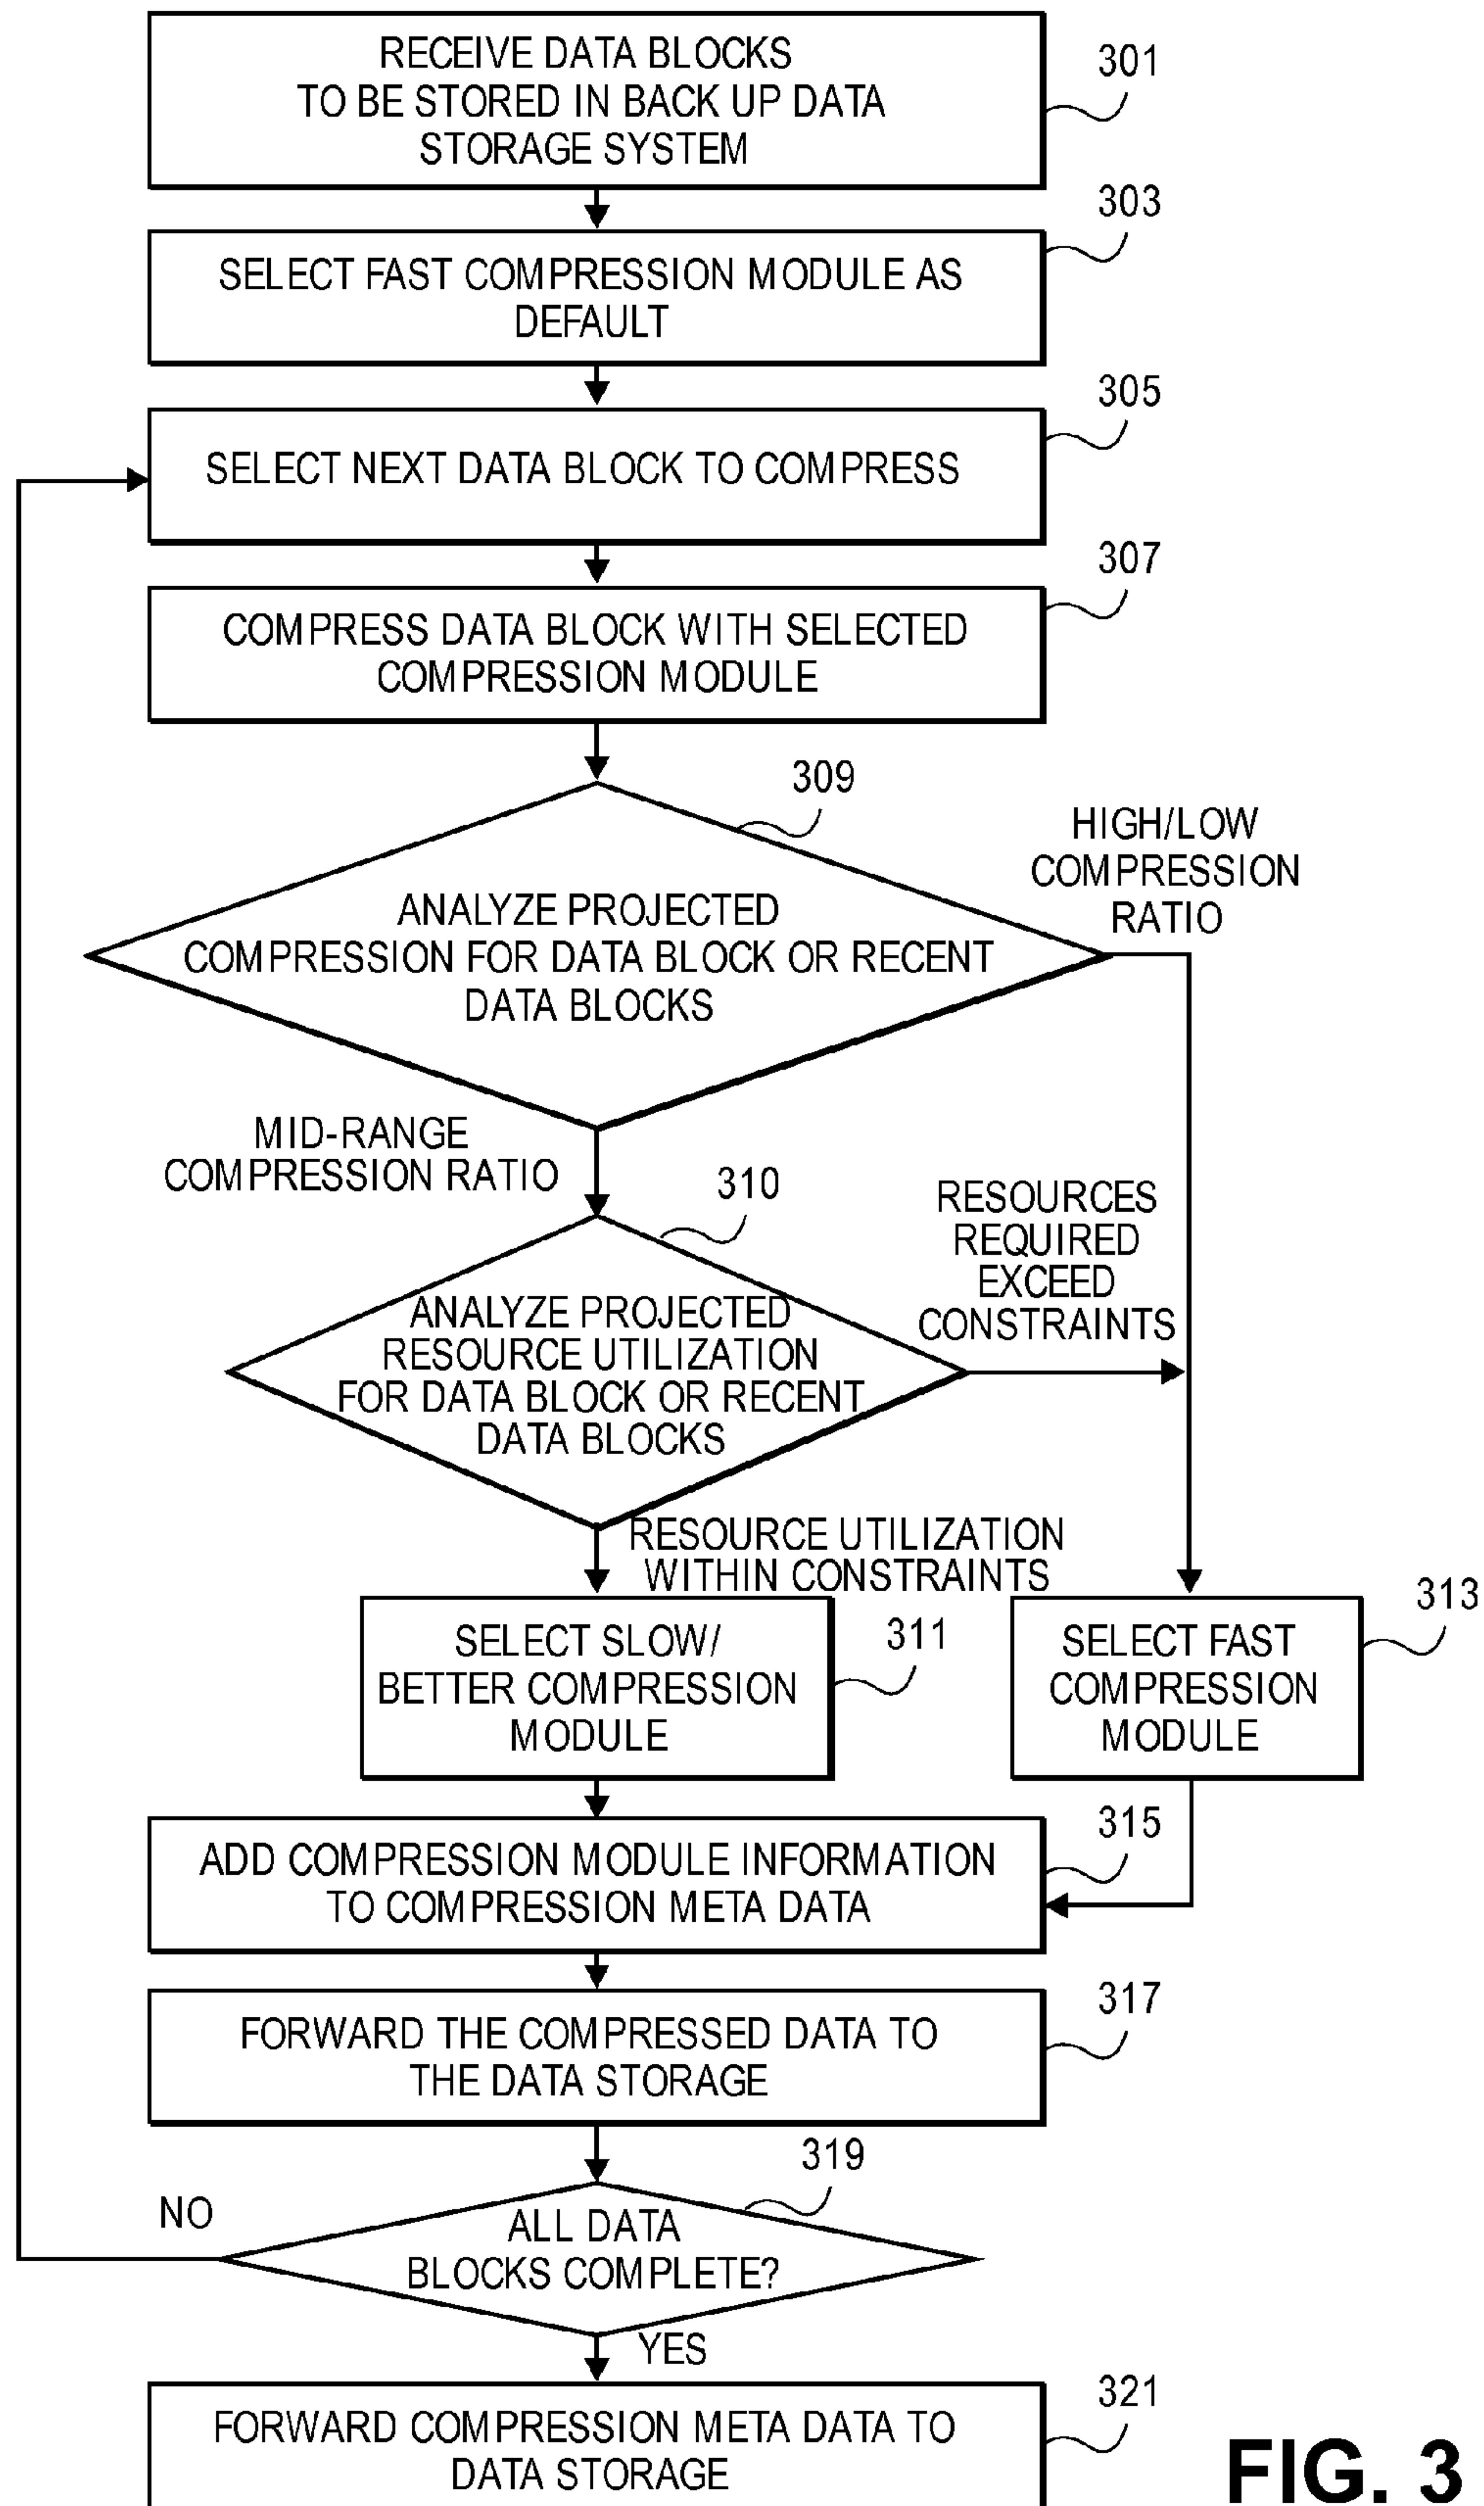 RECEIVE DATA BLOCKS
TO BE STORED IN BACK UP DATA
STORAGE SYSTEM
301
303
SELECT FAST COMPRESSION MODULE AS
DEFAULT
305
SELECT NEXT DATA BLOCK TO COMPRESS
307
COMPRESS DATA BLOCK WITH SELECTED
COMPRESSION MODULE
309
HIGH/LOW
COMPRESSION
RATIO
ANALYZE PROJECTED
COMPRESSION FOR DATA BLOCK OR RECENT
DATA BLOCKS
MID-RANGE
COMPRESSION RATIO
310
RESOURCES
REQUIRED
EXCEED
CONSTRAINTS
ANALYZE PROJECTED
RESOURCE UTILIZATION
FOR DATA BLOCK OR RECENT
DATA BLOCKS
RESOURCE UTILIZATION
WITHIN CONSTRAINTS
SELECT SLOW/
BETTER COMPRESSION
MODULE
311
SELECT FAST
COMPRESSION
MODULE
313
315
ADD COMPRESSION MODULE INFORMATION
TO COMPRESSION META DATA
317
FORWARD THE COMPRESSED DATA TO
THE DATA STORAGE
319
NO
ALL DATA
BLOCKS COMPLETE?
YES
321
FORWARD COMPRESSION META DATA TO
DATA STORAGE
FIG. 3